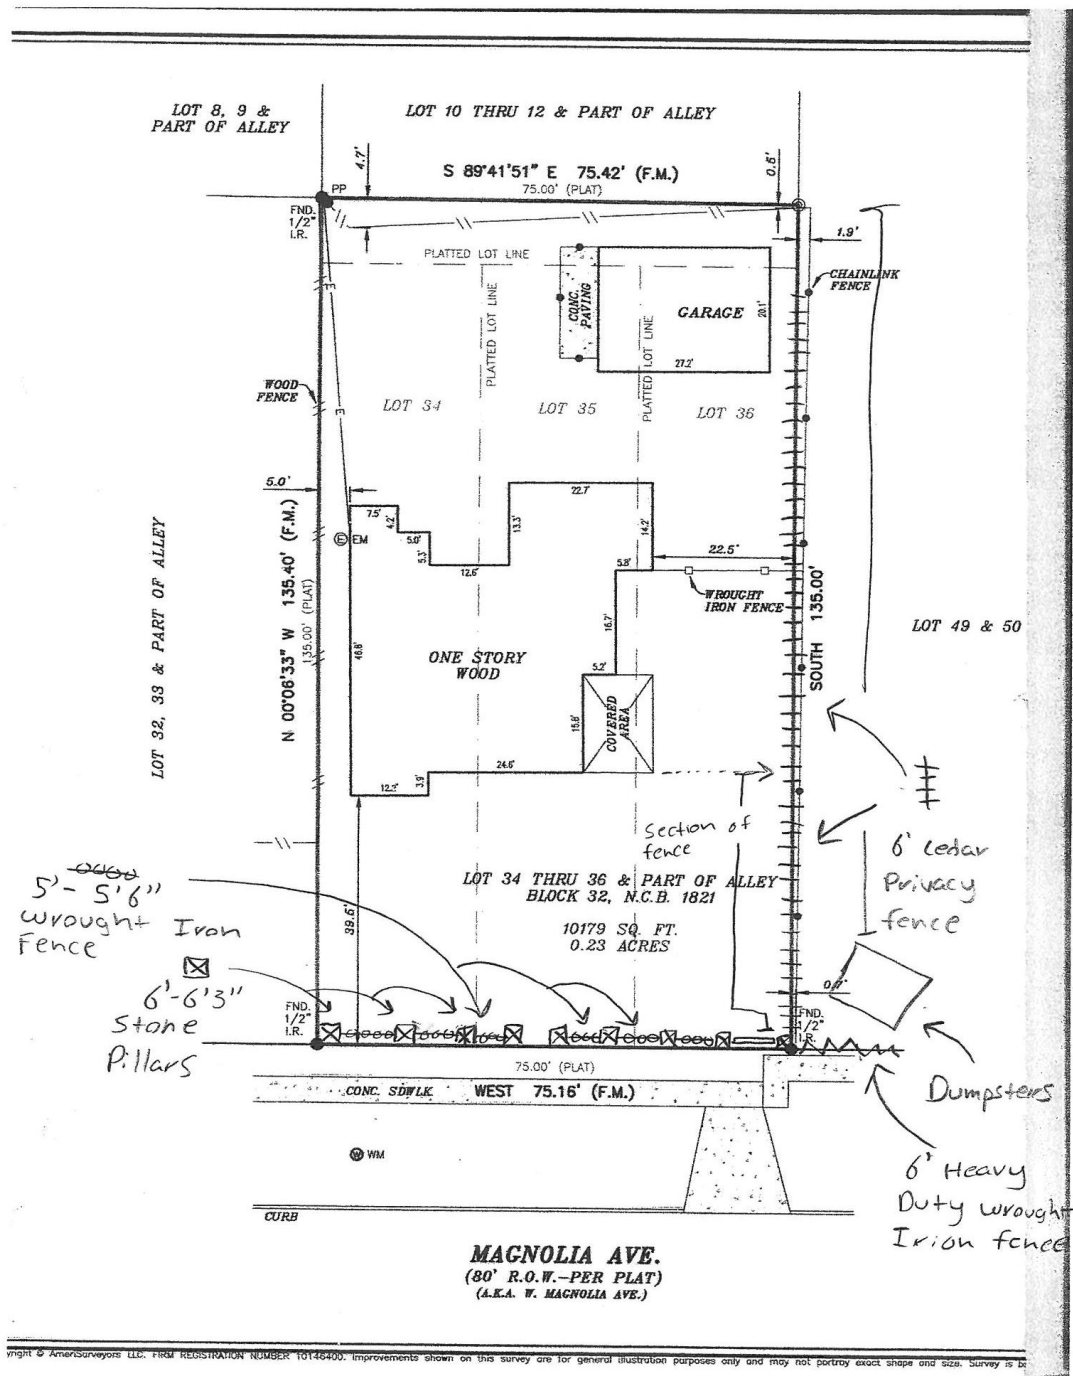 LOT 8, 9 &
PART OF ALLEY
LOT 10 THRU 12 & PART OF ALLEY
4.7'
S 89°41'51" E 75.42' (F.M.)
75.00' (PLAT)
0.5'
PP
FND.
1/2"
I.R.
1.9'
PLATTED LOT LINE
CHAINLINK
FENCE
CONC.
PAVING
GARAGE
20.1'
27.2'
PLATTED LOT LINE
PLATTED LOT LINE
E
WOOD
FENCE
E
LOT 34
LOT 35
LOT 36
5.0'
7.5'
4.2'
5.0'
5.3'
12.6'
13.3'
22.7'
14.2'
E EM
22.5'
5.8'
WROUGHT
IRON FENCE
N 00°06'33" W 135.40' (F.M.)
135.00' (PLAT)
LOT 32, 33 & PART OF ALLEY
SOUTH 135.00'
LOT 49 & 50
46.8'
16.7'
ONE STORY
WOOD
5.2'
15.8'
COVERED
AREA
24.6'
12.2'
3.9'
39.6'
Section of
fence
6' Cedar
Privacy
fence
LOT 34 THRU 36 & PART OF ALLEY
BLOCK 32, N.C.B. 1821
10179 SQ. FT.
0.23 ACRES
5'- 5'6"
wrought Iron
Fence
6'-6'3"
Stone
Pillars
FND.
1/2"
I.R.
FND.
1/2"
I.R.
Dumpsters
75.00' (PLAT)
CONC. SDWLK
WEST 75.16' (F.M.)
W WM
6' Heavy
Duty wrought
Irion fence
CURB
MAGNOLIA AVE.
(80' R.O.W.-PER PLAT)
(A.K.A. W. MAGNOLIA AVE.)
yright © AmeriSurveyors LLC. FIRM REGISTRATION NUMBER 10146400. Improvements shown on this survey are for general illustration purposes only and may not portray exact shape and size. Survey is